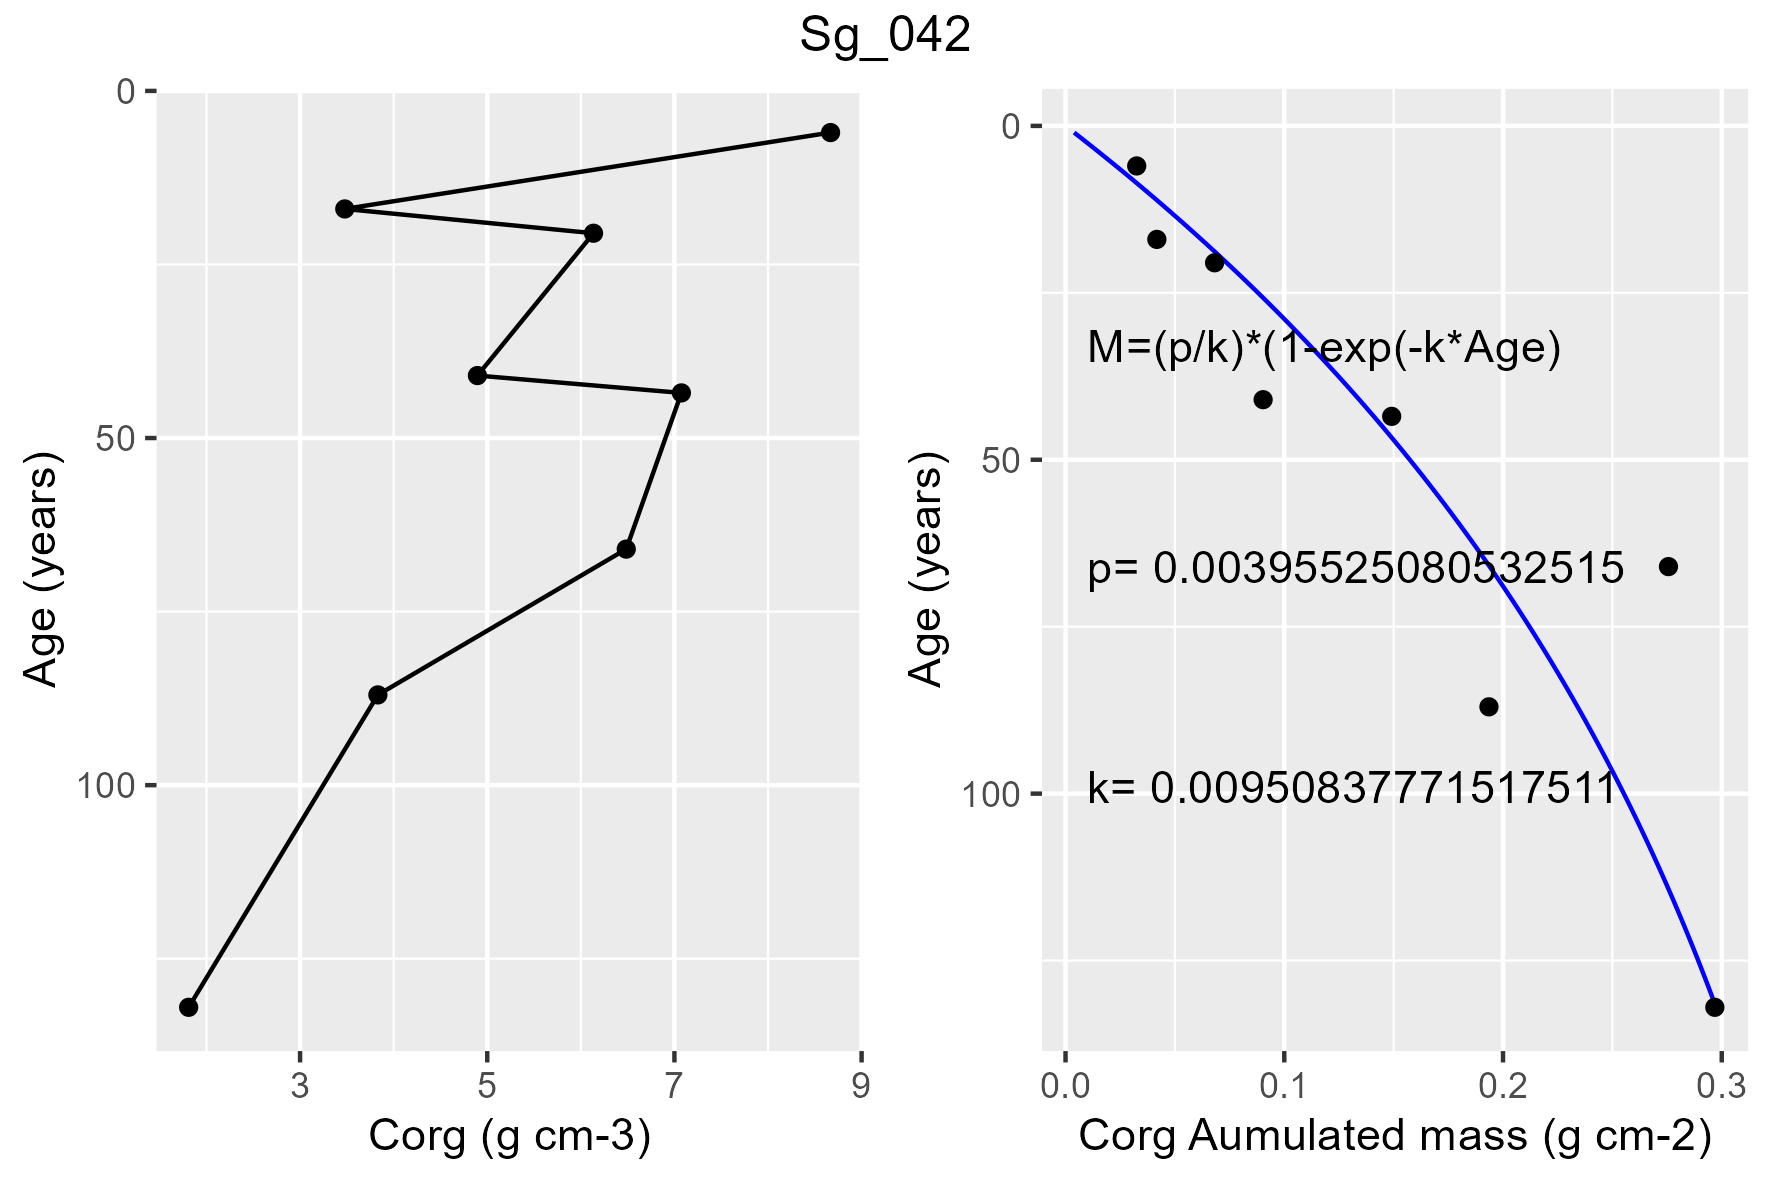 Sg_042
0
50
100
Age (years)
3 5 7 9
Corg (g cm-3)
0
50
100
Age (years)
M=(p/k)*(1-exp(-k*Age)
p= 0.00395525080532515
k= 0.00950837771517511
0.0 0.1 0.2 0.3
Corg Aumulated mass (g cm-2)